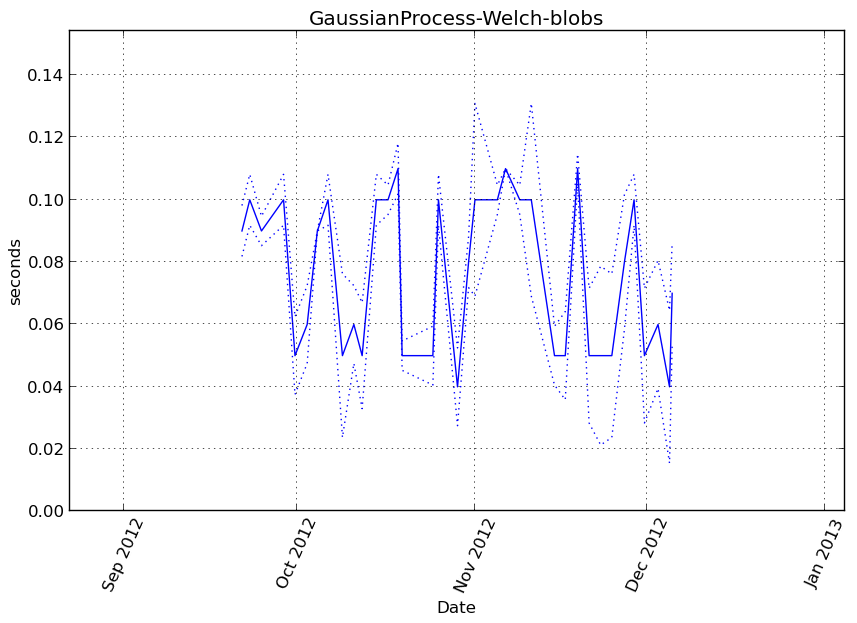 GaussianProcess-Welch-blobs
0.14
0.12
0.10
0.08
0.06
0.04
0.02
0.00
seconds
Sep 2012
Oct 2012
Nov 2012
Dec 2012
Jan 2013
Date